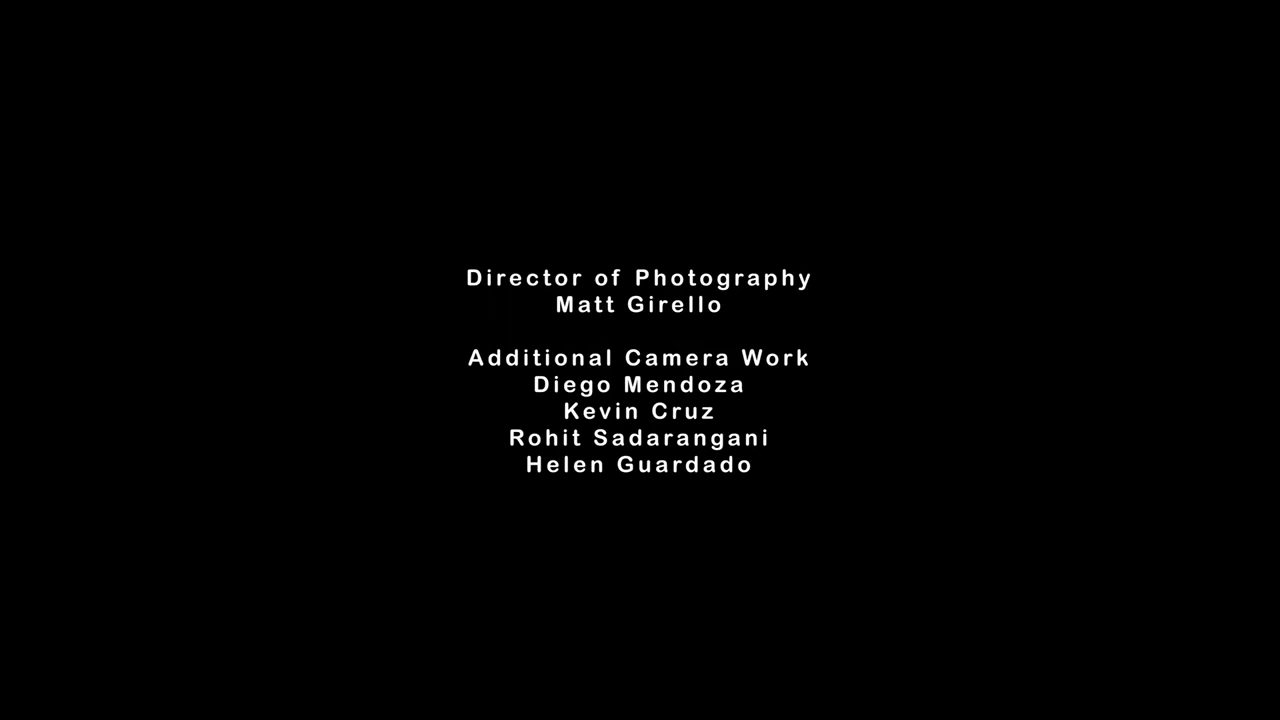 Director of Photography
Matt Girello
Additional Camera Work
Diego Mendoza
Kevin Cruz
Rohit Sadarangani
Helen Guardado